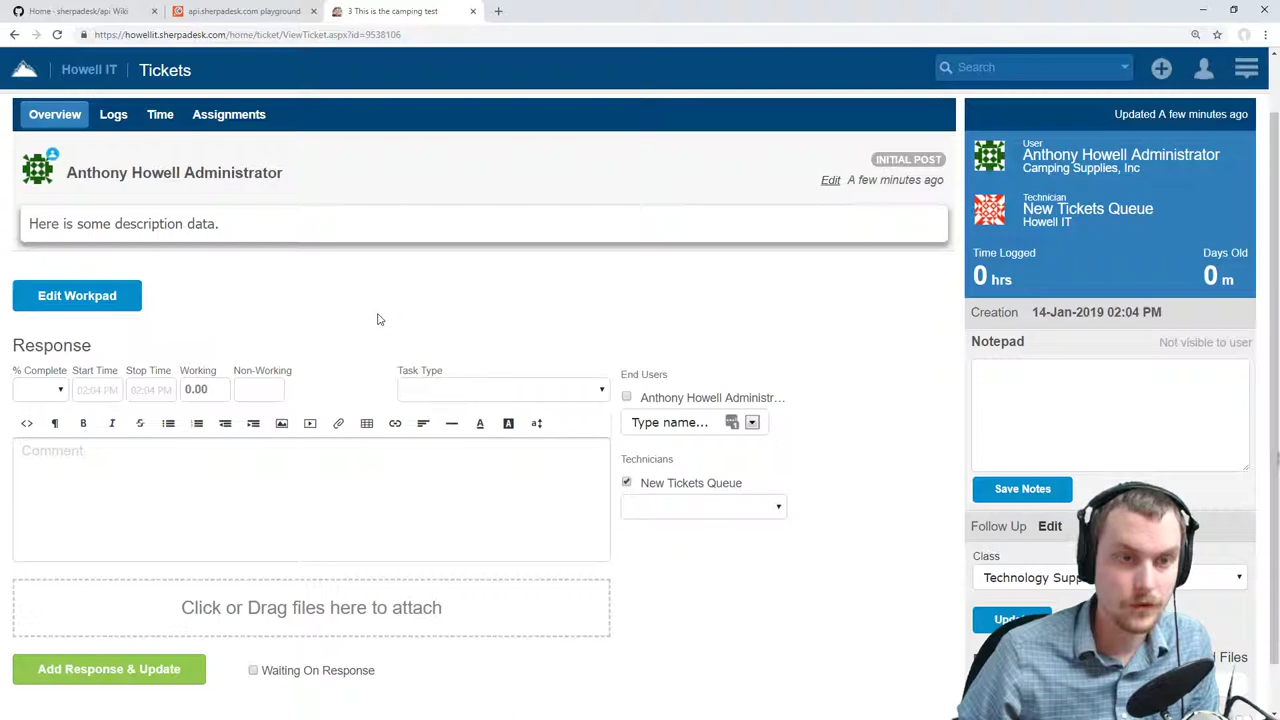 Home · sherpadesk/api Wiki
api.sherpadesk.com playground
3 This is the camping test
https://howellit.sherpadesk.com/home/ticket/ViewTicket.aspx?id=9538106
Howell IT
Tickets
Search
Overview
Logs
Time
Assignments
Updated A few minutes ago
Anthony Howell Administrator
INITIAL POST
Edit A few minutes ago
Here is some description data.
User
Anthony Howell Administrator
Camping Supplies, Inc
Technician
New Tickets Queue
Howell IT
Time Logged
Days Old
0 hrs
0 m
Edit Workpad
Creation 14-Jan-2019 02:04 PM
Notepad
Not visible to user
Response
% Complete
Start Time
Stop Time
Working
Non-Working
Task Type
End Users
02:04 PM
02:04 PM
0.00
Anthony Howell Administr...
Type name...
Comment
Technicians
New Tickets Queue
Save Notes
Follow Up
Edit
Class
Technology Supp
Click or Drag files here to attach
Files
Add Response & Update
Waiting On Response